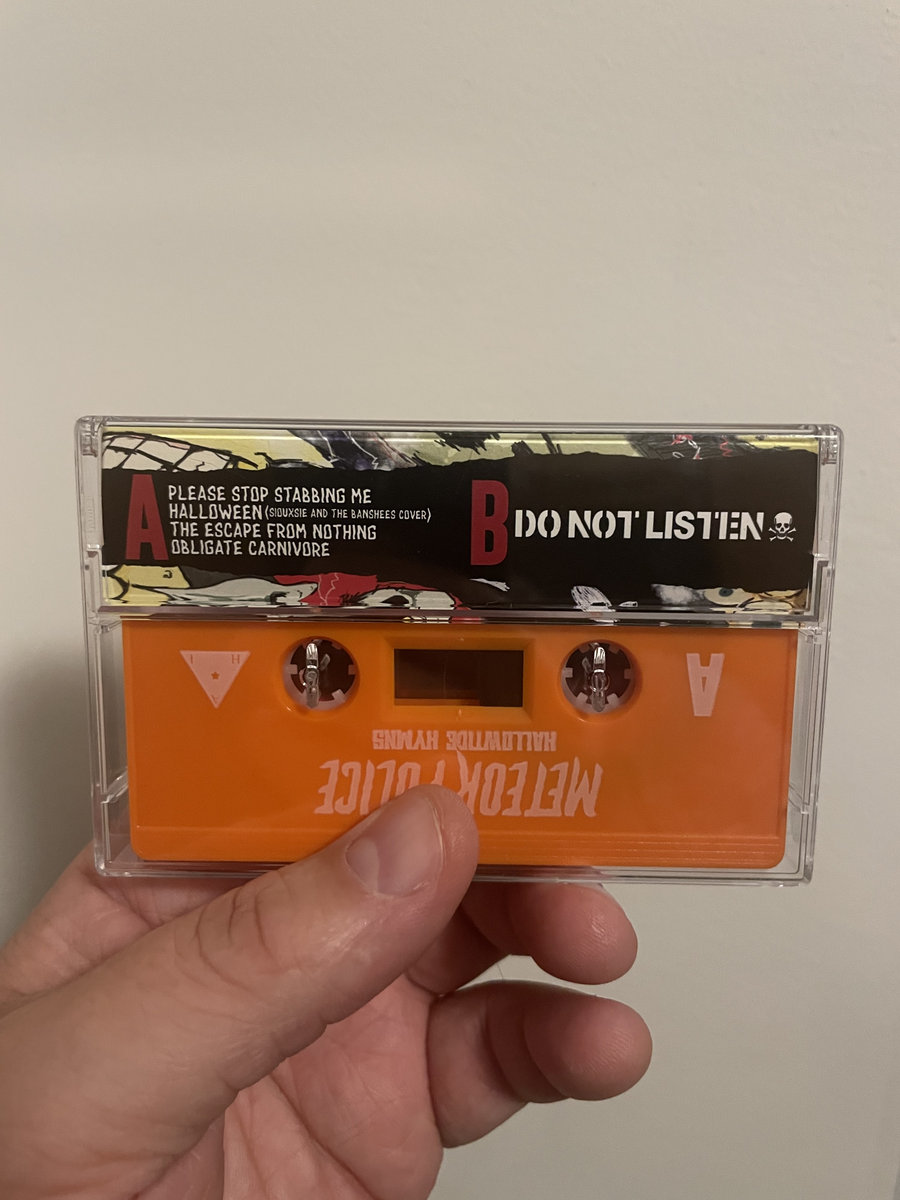 A
PLEASE STOP STABBING ME
HALLOWEEN (SIOUXSIE AND THE BANSHEES COVER)
THE ESCAPE FROM NOTHING
OBLIGATE CARNIVORE
B
DO NOT LISTEN
A
HALLOWTIDE HYMNS
METEOR POLICE